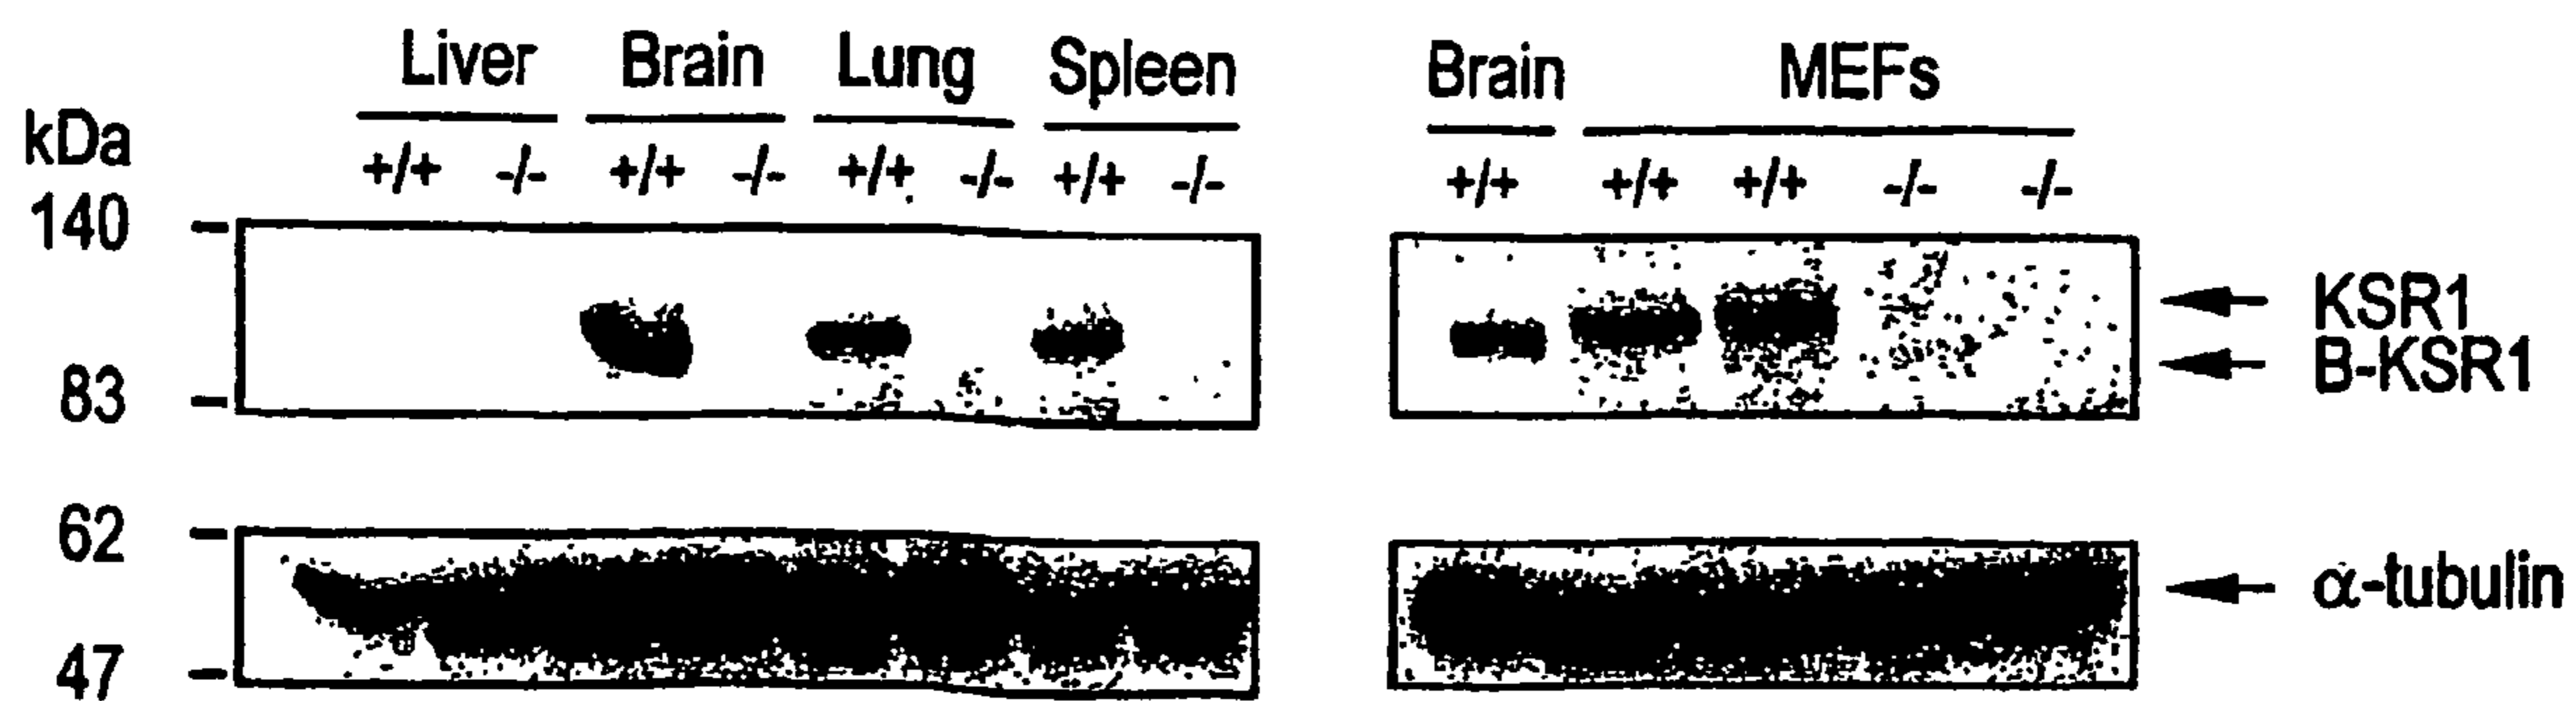 Liver Brain Lung Spleen Brain MEFs
kDa
+/+ -/- +/+ -/- +/+ -/- +/+ -/- +/+ +/+ +/+ -/- -/-
140
KSR1
B-KSR1
83
62
α-tubulin
47